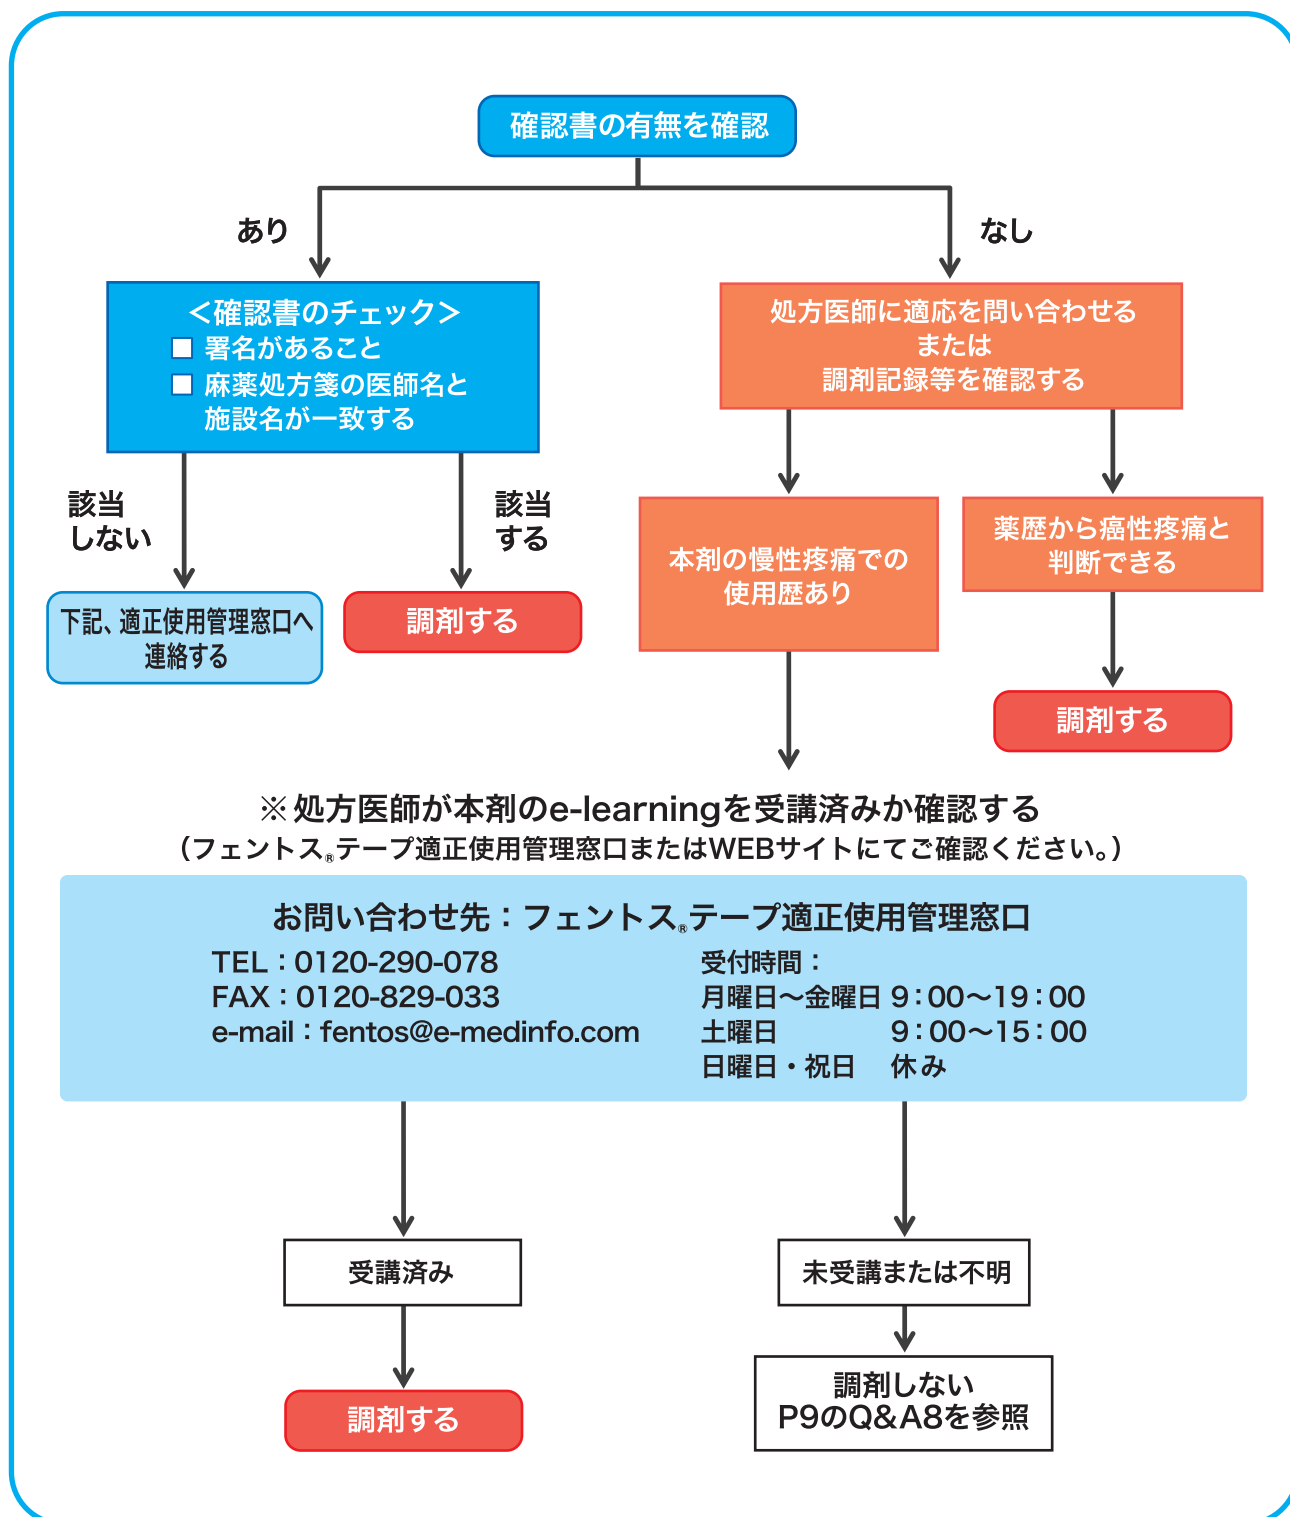 確認書の有無を確認
あり
なし
＜確認書のチェック＞
□ 署名があること
□ 麻薬処方箋の医師名と
施設名が一致する
処方医師に適応を問い合わせる
または
調剤記録等を確認する
該当
しない
該当
する
下記、適正使用管理窓口へ
連絡する
調剤する
本剤の慢性疼痛での
使用歴あり
薬歴から癌性疼痛と
判断できる
調剤する
※処方医師が本剤のe-learningを受講済みか確認する
（フェントス®テープ適正使用管理窓口またはWEBサイトにてご確認ください。）
お問い合わせ先：フェントス®テープ適正使用管理窓口
TEL：0120-290-078
FAX：0120-829-033
e-mail：fentos@e-medinfo.com
受付時間：
月曜日～金曜日 9：00～19：00
土曜日 9：00～15：00
日曜日・祝日 休み
受講済み
未受講または不明
調剤する
調剤しない
P9のQ&A8を参照